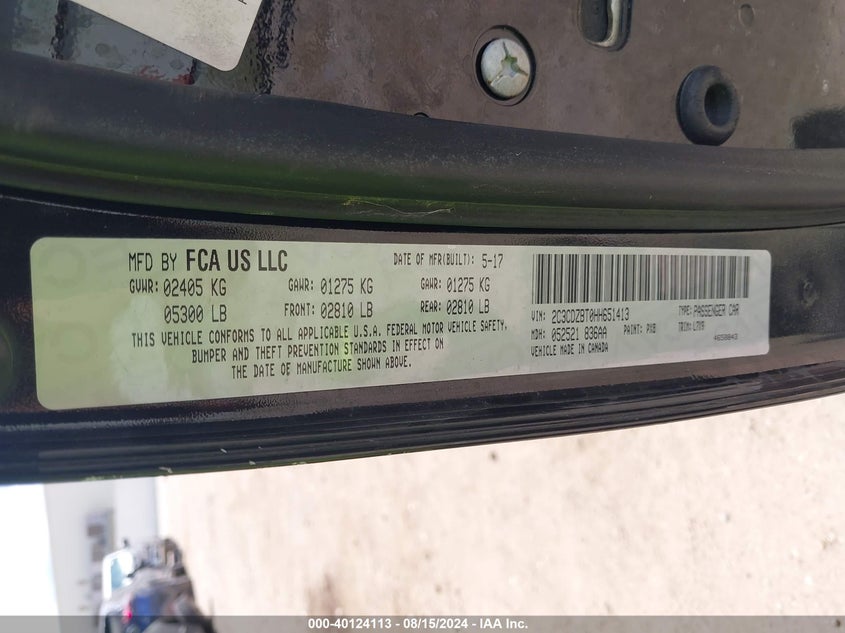 MFD BY FCA US LLC
DATE OF MFR(BUILT): 5-17
GVWR: 02405 KG
GAWR: 01275 KG
GAWR: 01275 KG
05300 LB
FRONT: 02810 LB
REAR: 02810 LB
THIS VEHICLE CONFORMS TO ALL APPLICABLE U.S.A. FEDERAL MOTOR VEHICLE SAFETY,
BUMPER AND THEFT PREVENTION STANDARDS IN EFFECT ON
THE DATE OF MANUFACTURE SHOWN ABOVE.
VIN: 2C3CDZBT0HH651413
TYPE: PASSENGER CAR
MDH: 052521 836AA
PAINT: PX8
TRIM: L7X9
VEHICLE MADE IN CANADA
000-40124113 - 08/15/2024 - IAA Inc.